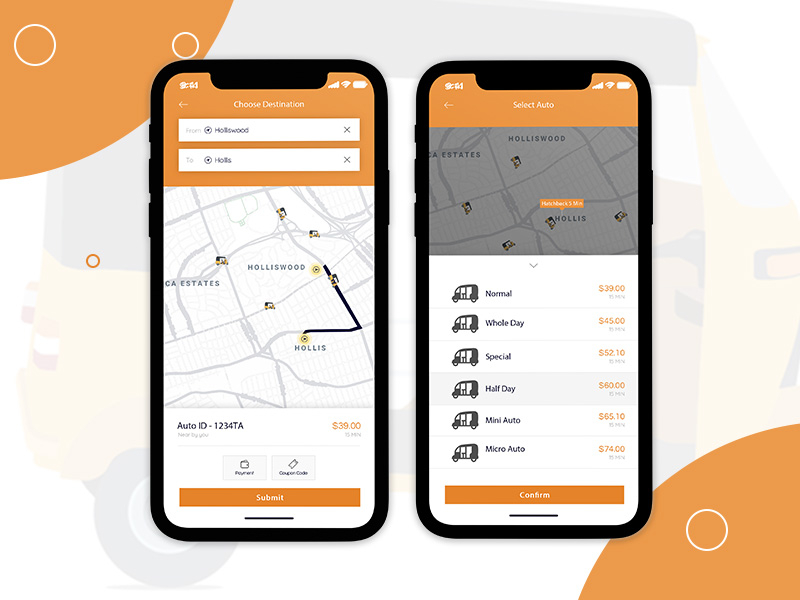 9:41
Choose Destination
From Holliswood
To Hollis
HOLLISWOOD
CA ESTATES
HOLLIS
Auto ID - 1234TA
$39.00
Near by you
15 MIN
Payment
Coupon Code
Submit
9:41
Select Auto
HOLLISWOOD
CA ESTATES
Hatchback 5 Min
HOLLIS
Normal
$39.00
15 MIN
Whole Day
$45.00
15 MIN
Special
$52.10
15 MIN
Half Day
$60.00
15 MIN
Mini Auto
$65.10
15 MIN
Micro Auto
$74.00
15 MIN
Confirm